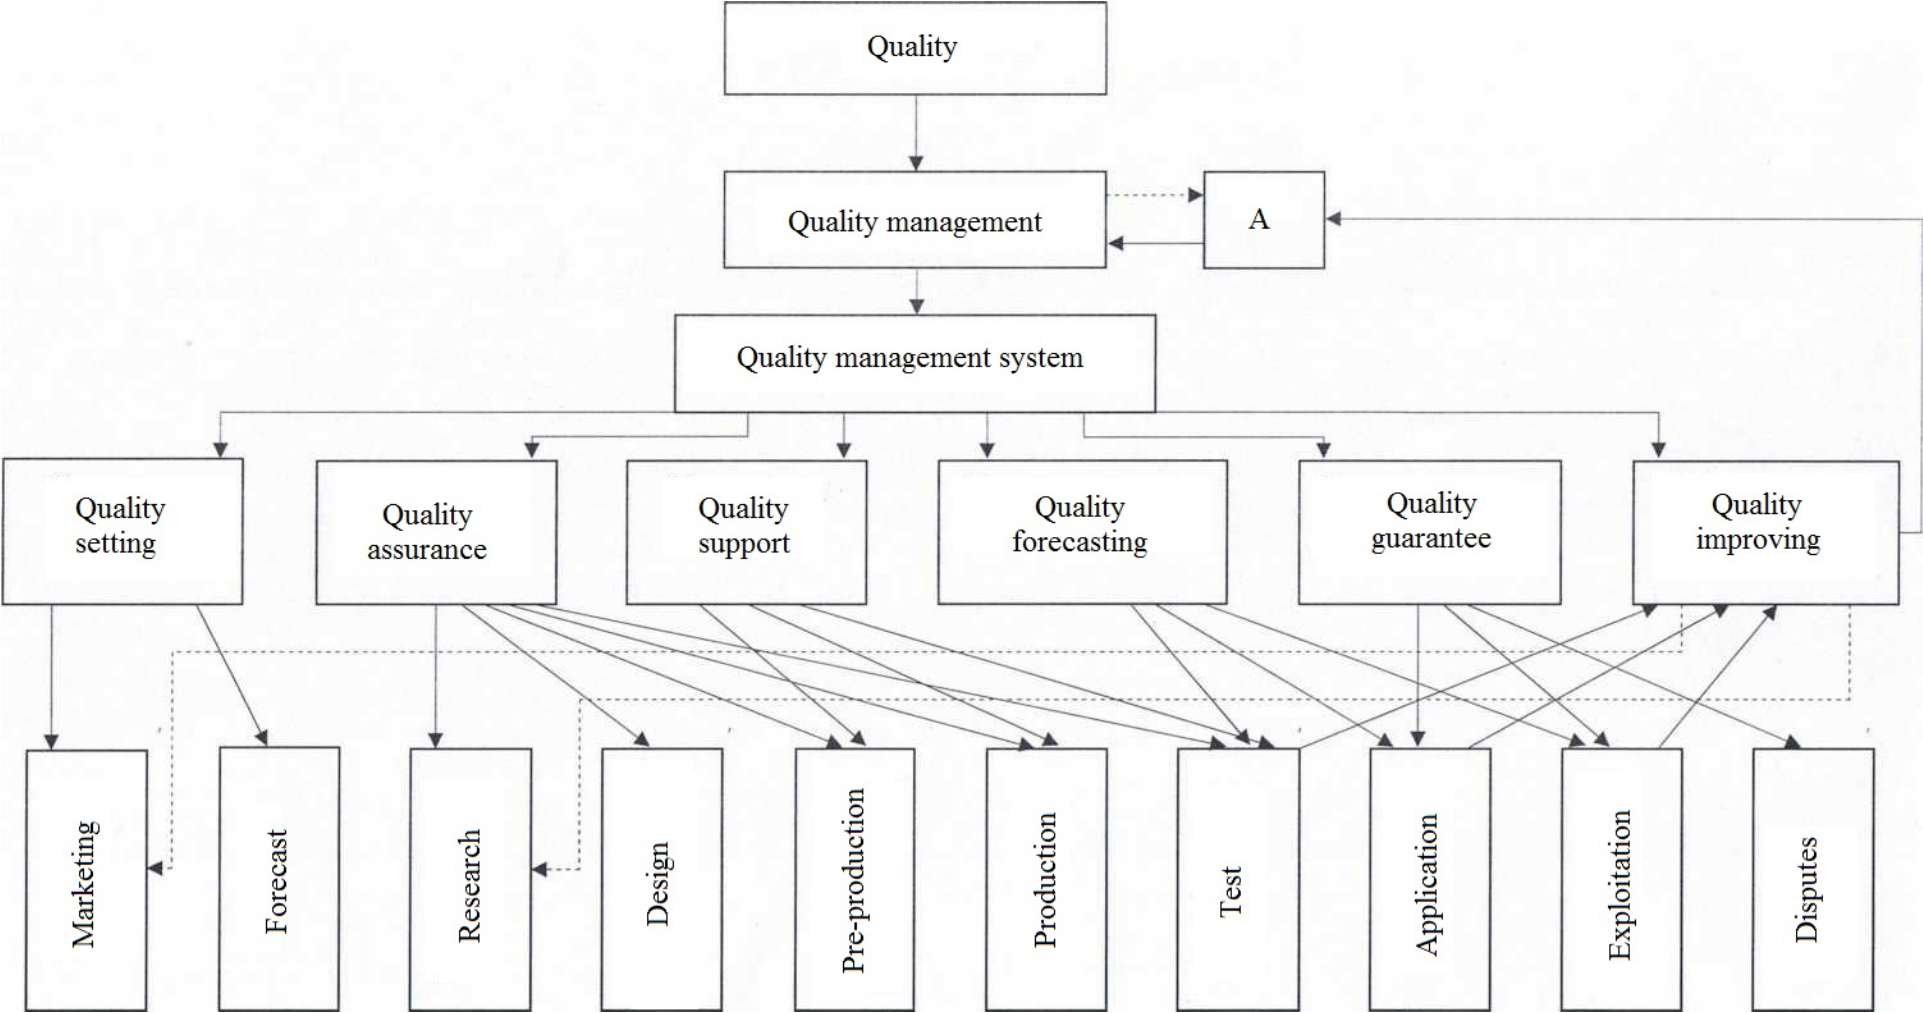 Quality
Quality management
A
Quality management system
Quality
setting
Quality
assurance
Quality
support
Quality
forecasting
Quality
guarantee
Quality
improving
Marketing
Forecast
Research
Design
Pre-production
Production
Test
Application
Exploitation
Disputes